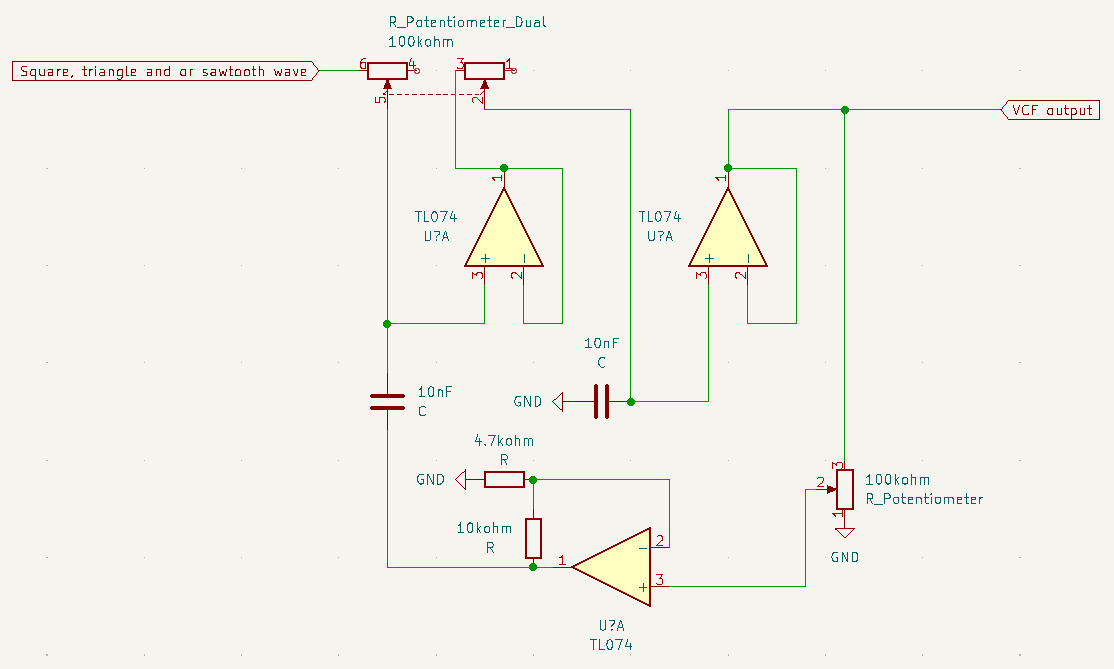 R_Potentiometer_Dual
100kohm
Square, triangle and or sawtooth wave
6
4
5
3
1
2
VCF output
1
TL074
U?A
+
-
3
2
1
TL074
U?A
+
-
3
2
10nF
C
GND
10nF
C
4.7kohm
R
GND
10kohm
R
1
-
2
+
3
U?A
TL074
3
2
1
100kohm
R_Potentiometer
GND